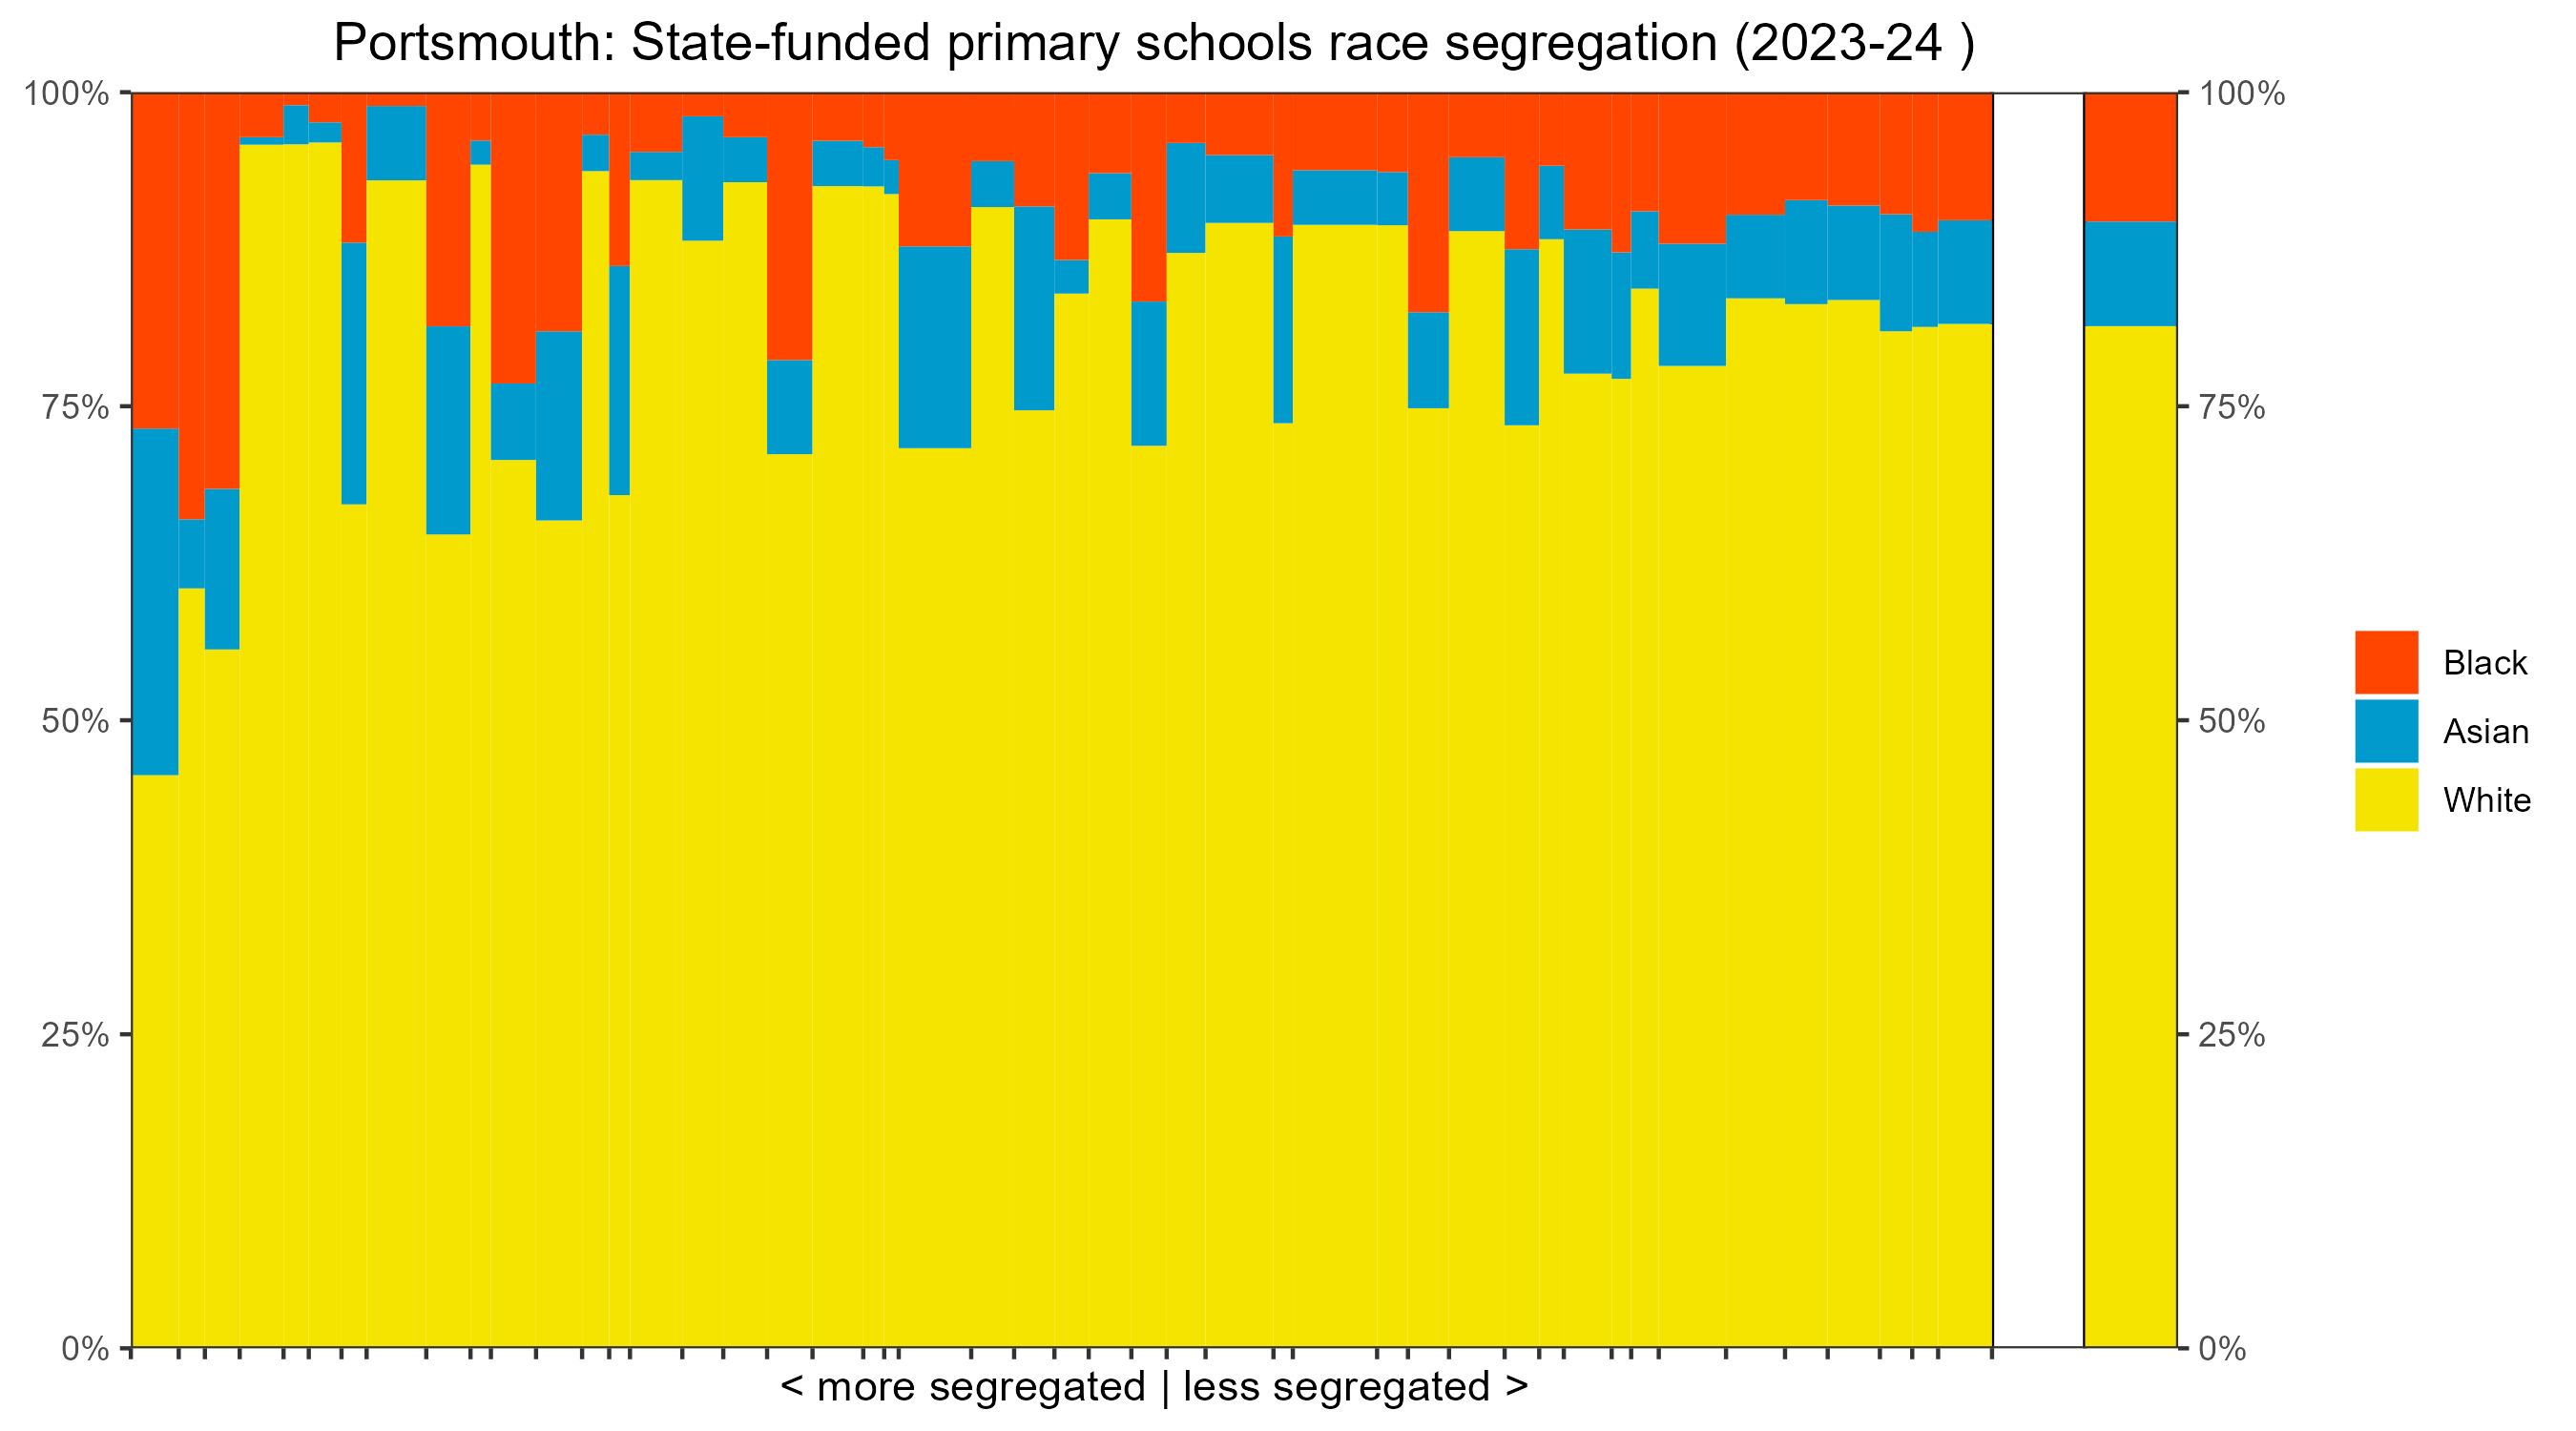 Portsmouth: State-funded primary schools race segregation (2023-24 )
100%
75%
50%
25%
0%
100%
75%
50%
25%
0%
Black
Asian
White
< more segregated | less segregated >